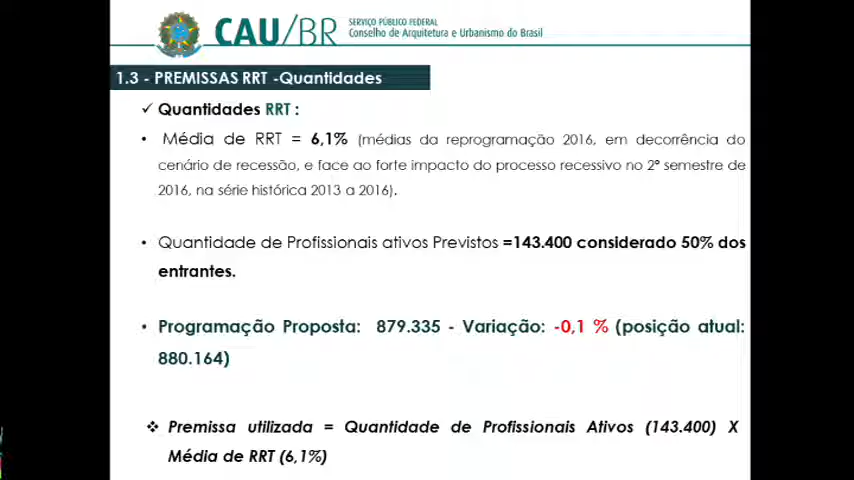 CAU/BR
SERVIÇO PÚBLICO FEDERAL
Conselho de Arquitetura e Urbanismo do Brasil
1.3 - PREMISSAS RRT -Quantidades
✓ Quantidades RRT :
• Média de RRT = 6,1% (médias da reprogramação 2016, em decorrência do
cenário de recessão, e face ao forte impacto do processo recessivo no 2º semestre de
2016, na série histórica 2013 a 2016).
• Quantidade de Profissionais ativos Previstos =143.400 considerado 50% dos
entrantes.
• Programação Proposta: 879.335 - Variação: -0,1 % (posição atual:
880.164)
❖ Premissa utilizada = Quantidade de Profissionais Ativos (143.400) X
Média de RRT (6,1%)